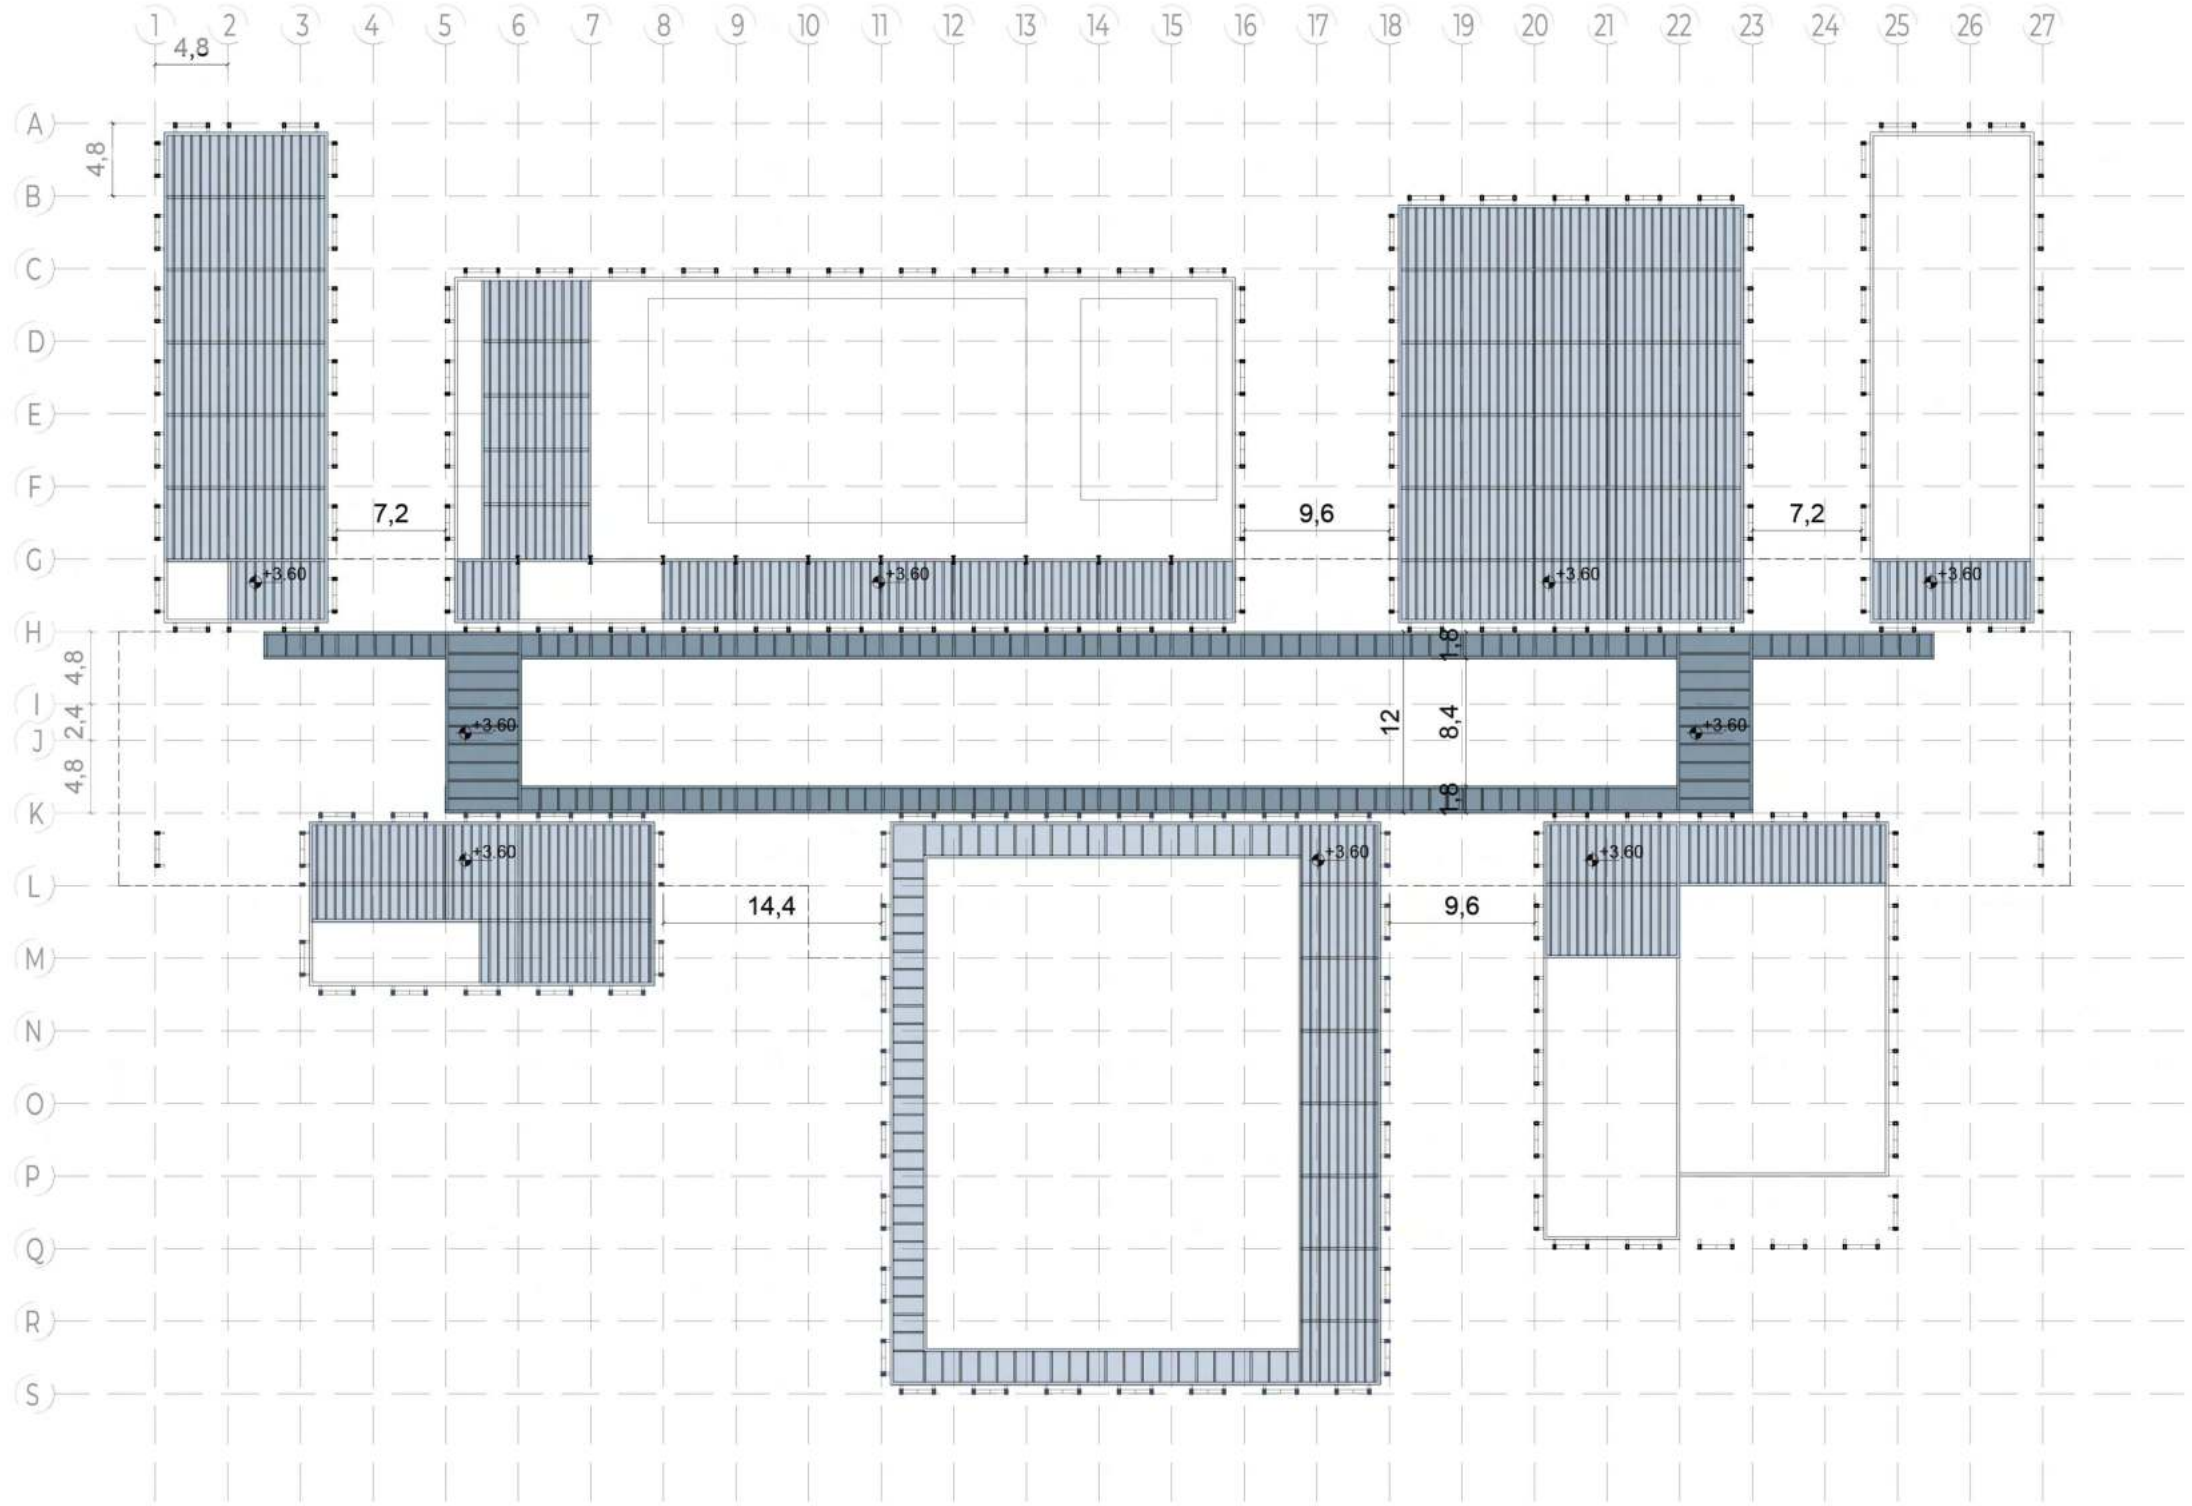 1 2 3 4 5 6 7 8 9 10 11 12 13 14 15 16 17 18 19 20 21 22 23 24 25 26 27
4,8
A
4,8
B
C
D
E
F
7,2 9,6 7,2
G
+3.60 +3.60 +3.60 +3.60
H
1,8
4,8
I
2,4 +3.60 12 8,4 +3.60
J
4,8
1,8
K
+3.60 +3.60 +3.60
L
14,4 9,6
M
N
O
P
Q
R
S